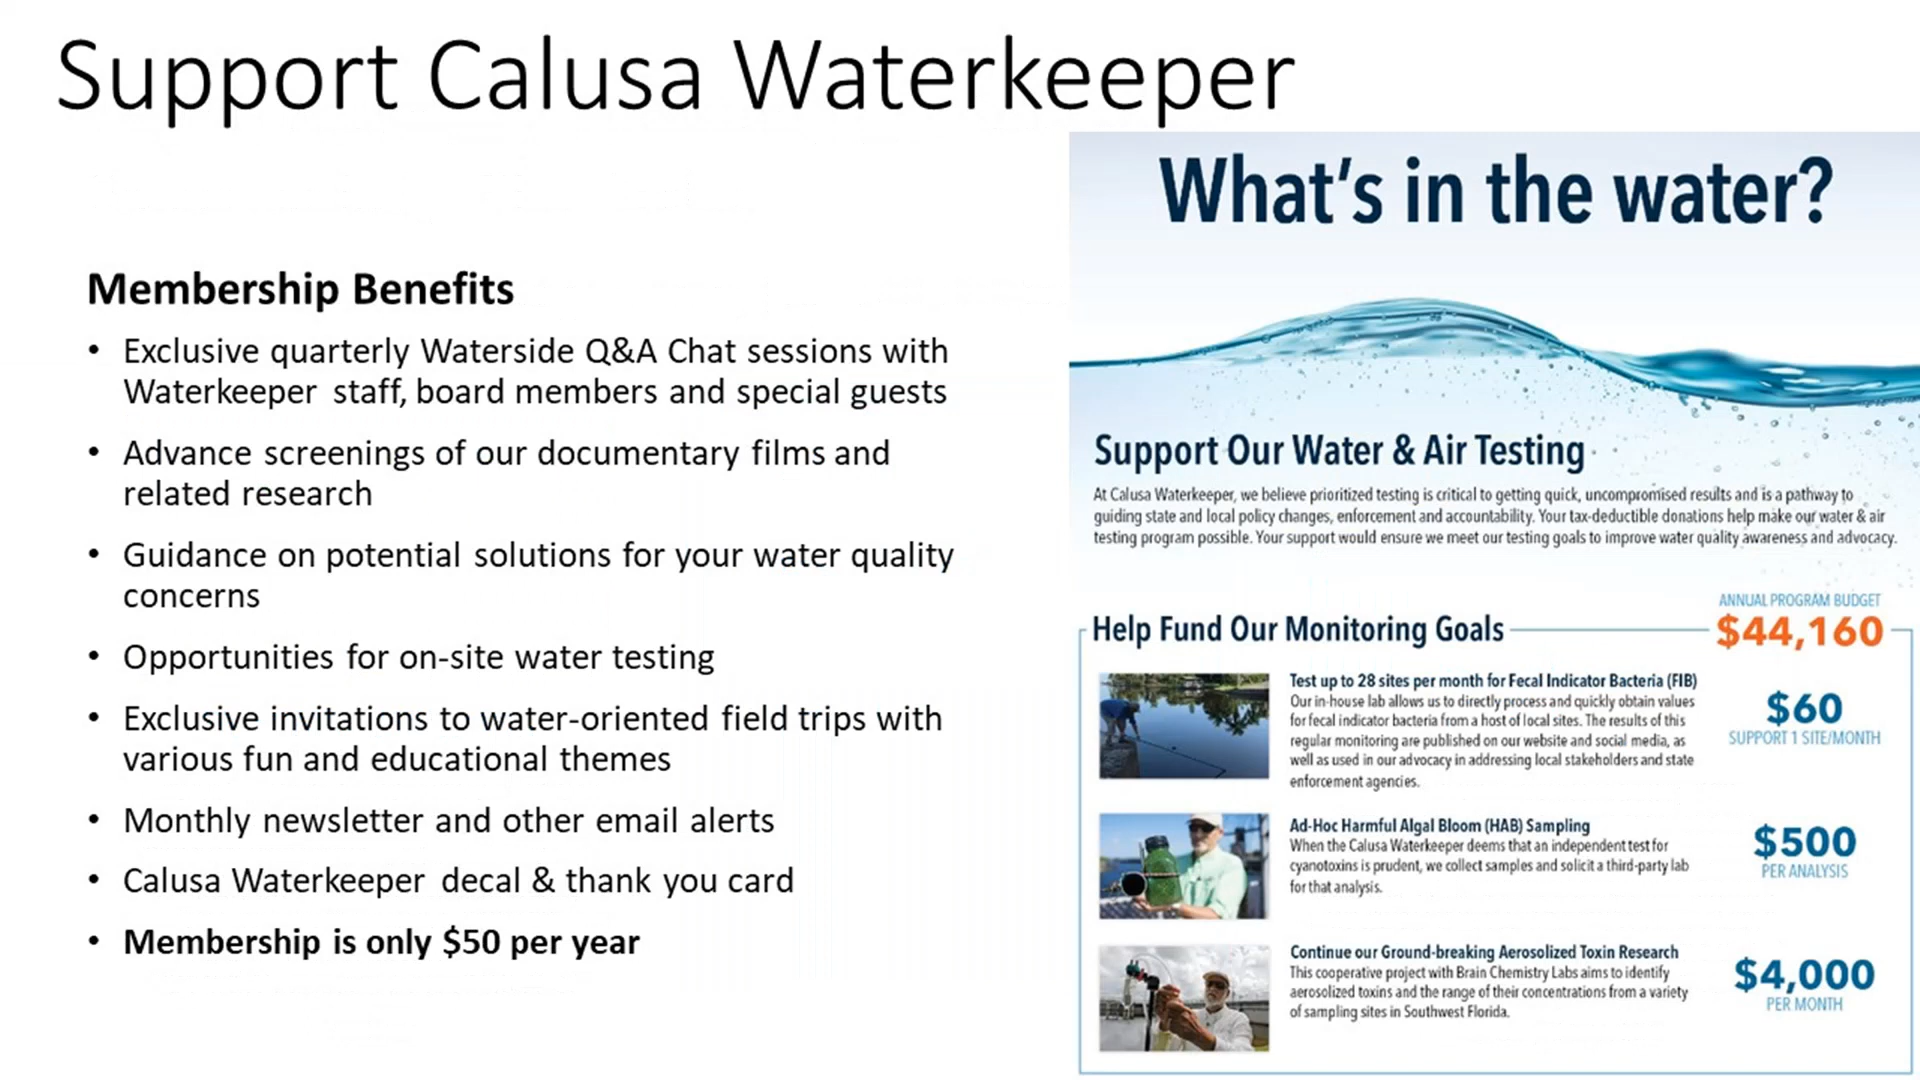 Support Calusa Waterkeeper
Membership Benefits
• Exclusive quarterly Waterside Q&A Chat sessions with
Waterkeeper staff, board members and special guests
• Advance screenings of our documentary films and
related research
• Guidance on potential solutions for your water quality
concerns
• Opportunities for on-site water testing
• Exclusive invitations to water-oriented field trips with
various fun and educational themes
• Monthly newsletter and other email alerts
• Calusa Waterkeeper decal & thank you card
• Membership is only $50 per year
What's in the water?
Support Our Water & Air Testing
At Calusa Waterkeeper, we believe prioritized testing is critical to getting quick, uncompromised results and is a pathway to
guiding state and local policy changes, enforcement and accountability. Your tax-deductible donations help make our water & air
testing program possible. Your support would ensure we meet our testing goals to improve water quality awareness and advocacy.
Help Fund Our Monitoring Goals
ANNUAL PROGRAM BUDGET
$44,160
Test up to 28 sites per month for Fecal Indicator Bacteria (FIB)
Our in-house lab allows us to directly process and quickly obtain values
for fecal indicator bacteria from a host of local sites. The results of this
regular monitoring are published on our website and social media, as
well as used in our advocacy in addressing local stakeholders and state
enforcement agencies.
$60
SUPPORT 1 SITE/MONTH
Ad-Hoc Harmful Algal Bloom (HAB) Sampling
When the Calusa Waterkeeper deems that an independent test for
cyanotoxins is prudent, we collect samples and solicit a third-party lab
for that analysis.
$500
PER ANALYSIS
Continue our Ground-breaking Aerosolized Toxin Research
This cooperative project with Brain Chemistry Labs aims to identify
aerosolized toxins and the range of their concentrations from a variety
of sampling sites in Southwest Florida.
$4,000
PER MONTH